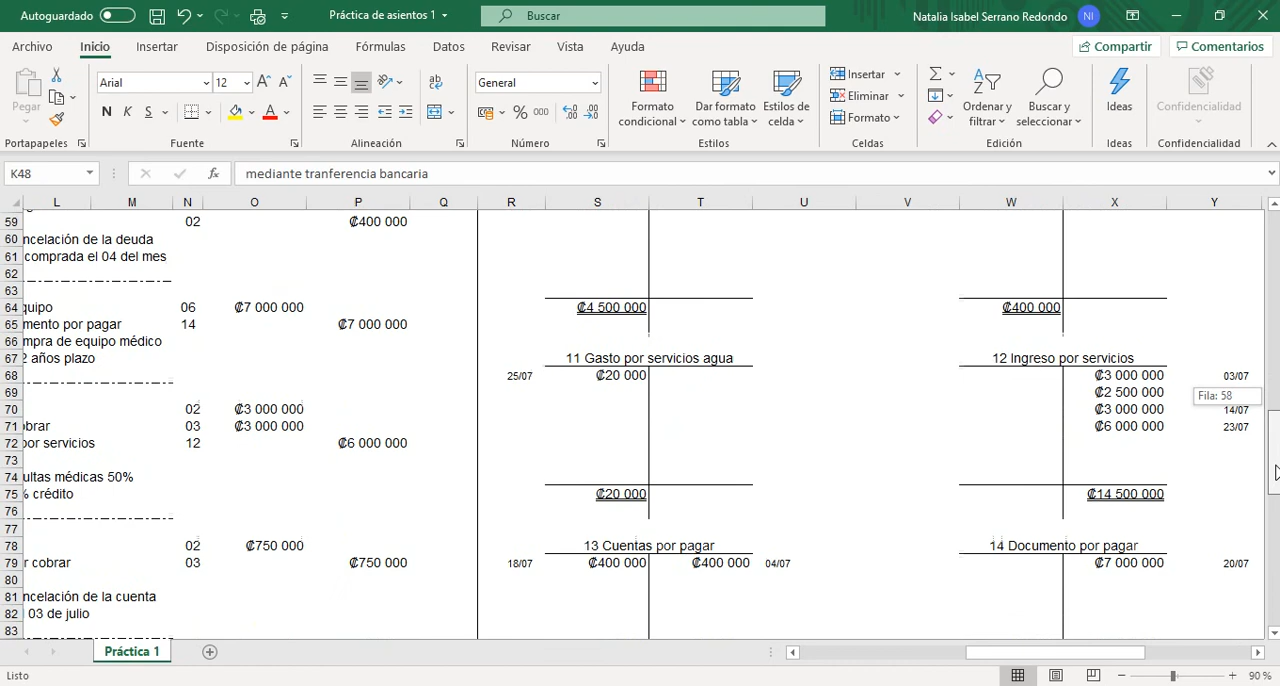 Autoguardado
Práctica de asientos 1
Buscar
Natalia Isabel Serrano Redondo NI
Archivo Inicio Insertar Disposición de página Fórmulas Datos Revisar Vista Ayuda Compartir Comentarios
Pegar
Arial 12
N K S
General
% 000
Formato condicional
Dar formato como tabla
Estilos de celda
Insertar
Eliminar
Formato
Ordenar y filtrar
Buscar y seleccionar
Ideas
Confidencialidad
Portapapeles Fuente Alineación Número Estilos Celdas Edición Ideas Confidencialidad
K48 fx mediante tranferencia bancaria
L M N O P Q R S T U V W X Y
59 02 ₡400 000
60 ncelación de la deuda
61 comprada el 04 del mes
62
63
64 quipo 06 ₡7 000 000 ₡4 500 000 ₡400 000
65 mento por pagar 14 ₡7 000 000
66 mpra de equipo médico
67 2 años plazo 11 Gasto por servicios agua 12 Ingreso por servicios
68 25/07 ₡20 000 ₡3 000 000 03/07
69 ₡2 500 000 Fila: 58
70 02 ₡3 000 000 ₡3 000 000 14/07
71 obrar 03 ₡3 000 000 ₡6 000 000 23/07
72 por servicios 12 ₡6 000 000
73
74 ultas médicas 50%
75 % crédito ₡20 000 ₡14 500 000
76
77
78 02 ₡750 000 13 Cuentas por pagar 14 Documento por pagar
79 r cobrar 03 ₡750 000 18/07 ₡400 000 ₡400 000 04/07 ₡7 000 000 20/07
80
81 ncelación de la cuenta
82 03 de julio
83
Práctica 1
Listo 90 %